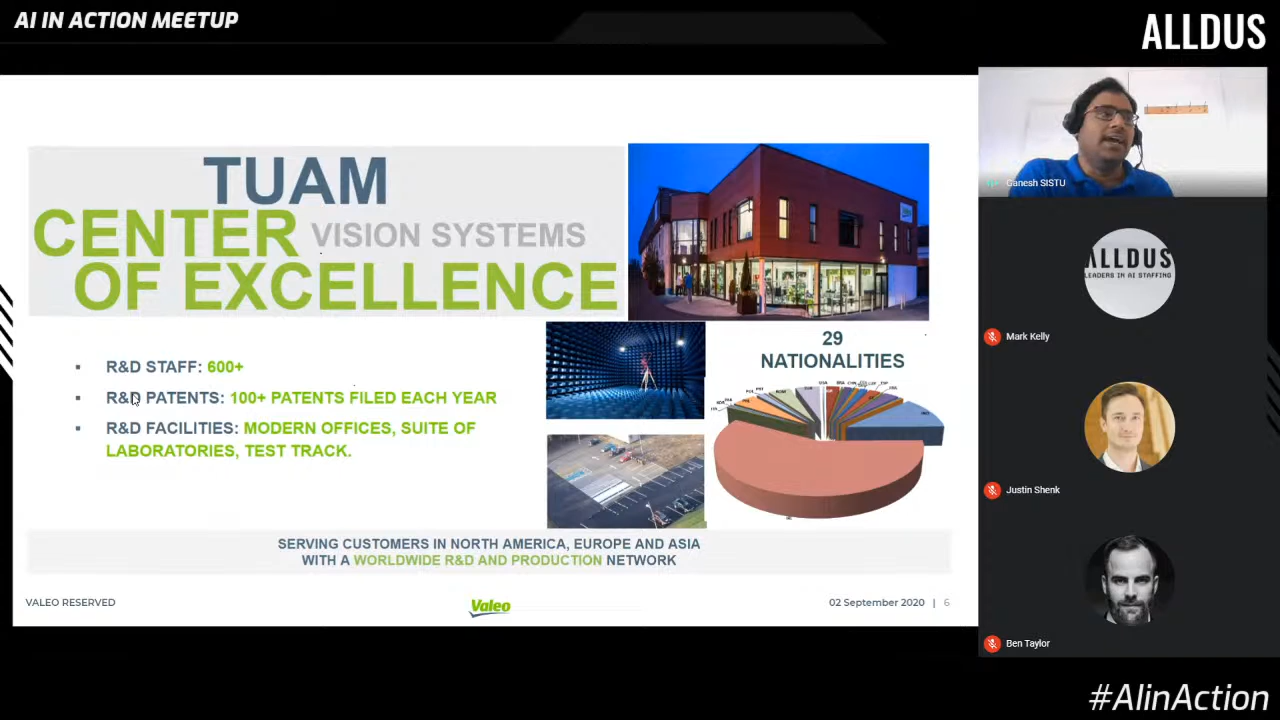 AI IN ACTION MEETUP
ALLDUS
TUAM
CENTER VISION SYSTEMS
OF EXCELLENCE
29
NATIONALITIES
▪ R&D STAFF: 600+
▪ R&D PATENTS: 100+ PATENTS FILED EACH YEAR
▪ R&D FACILITIES: MODERN OFFICES, SUITE OF
LABORATORIES, TEST TRACK.
SERVING CUSTOMERS IN NORTH AMERICA, EUROPE AND ASIA
WITH A WORLDWIDE R&D AND PRODUCTION NETWORK
VALEO RESERVED
Valeo
02 September 2020 | 6
Ganesh SISTU
ALLDUS
LEADERS IN AI STAFFING
Mark Kelly
Justin Shenk
Ben Taylor
#AIinAction